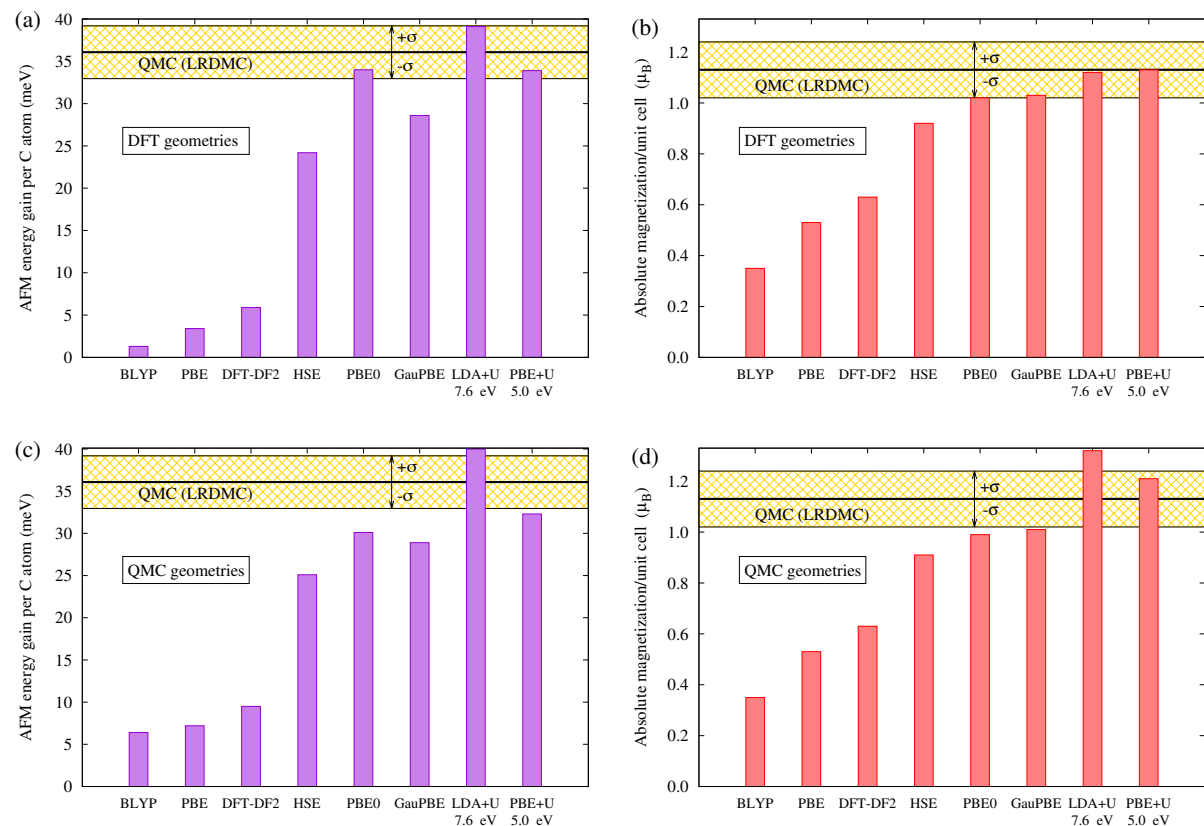 (a)
AFM energy gain per C atom (meV)
40
35
30
25
20
15
10
5
0
+σ
-σ
QMC (LRDMC)
DFT geometries
BLYP PBE DFT-DF2 HSE PBE0 GauPBE LDA+U PBE+U
7.6 eV 5.0 eV
(b)
Absolute magnetization/unit cell (μB)
1.2
1.0
0.8
0.6
0.4
0.2
0.0
+σ
-σ
QMC (LRDMC)
DFT geometries
BLYP PBE DFT-DF2 HSE PBE0 GauPBE LDA+U PBE+U
7.6 eV 5.0 eV
(c)
AFM energy gain per C atom (meV)
40
35
30
25
20
15
10
5
0
+σ
-σ
QMC (LRDMC)
QMC geometries
BLYP PBE DFT-DF2 HSE PBE0 GauPBE LDA+U PBE+U
7.6 eV 5.0 eV
(d)
Absolute magnetization/unit cell (μB)
1.2
1.0
0.8
0.6
0.4
0.2
0.0
+σ
-σ
QMC (LRDMC)
QMC geometries
BLYP PBE DFT-DF2 HSE PBE0 GauPBE LDA+U PBE+U
7.6 eV 5.0 eV